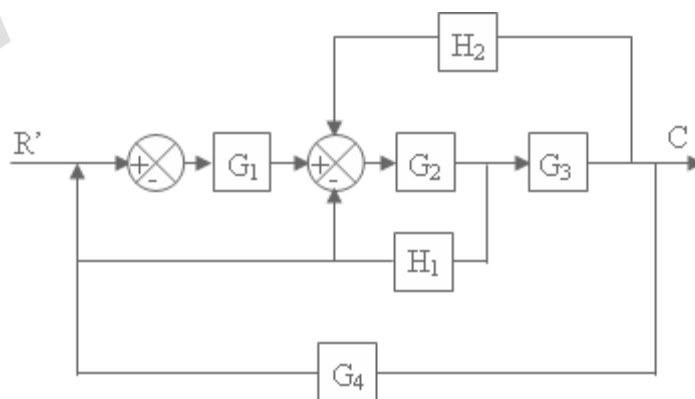 H₂
R’ C
+ - G₁ + - G₂ G₃
H₁
G₄